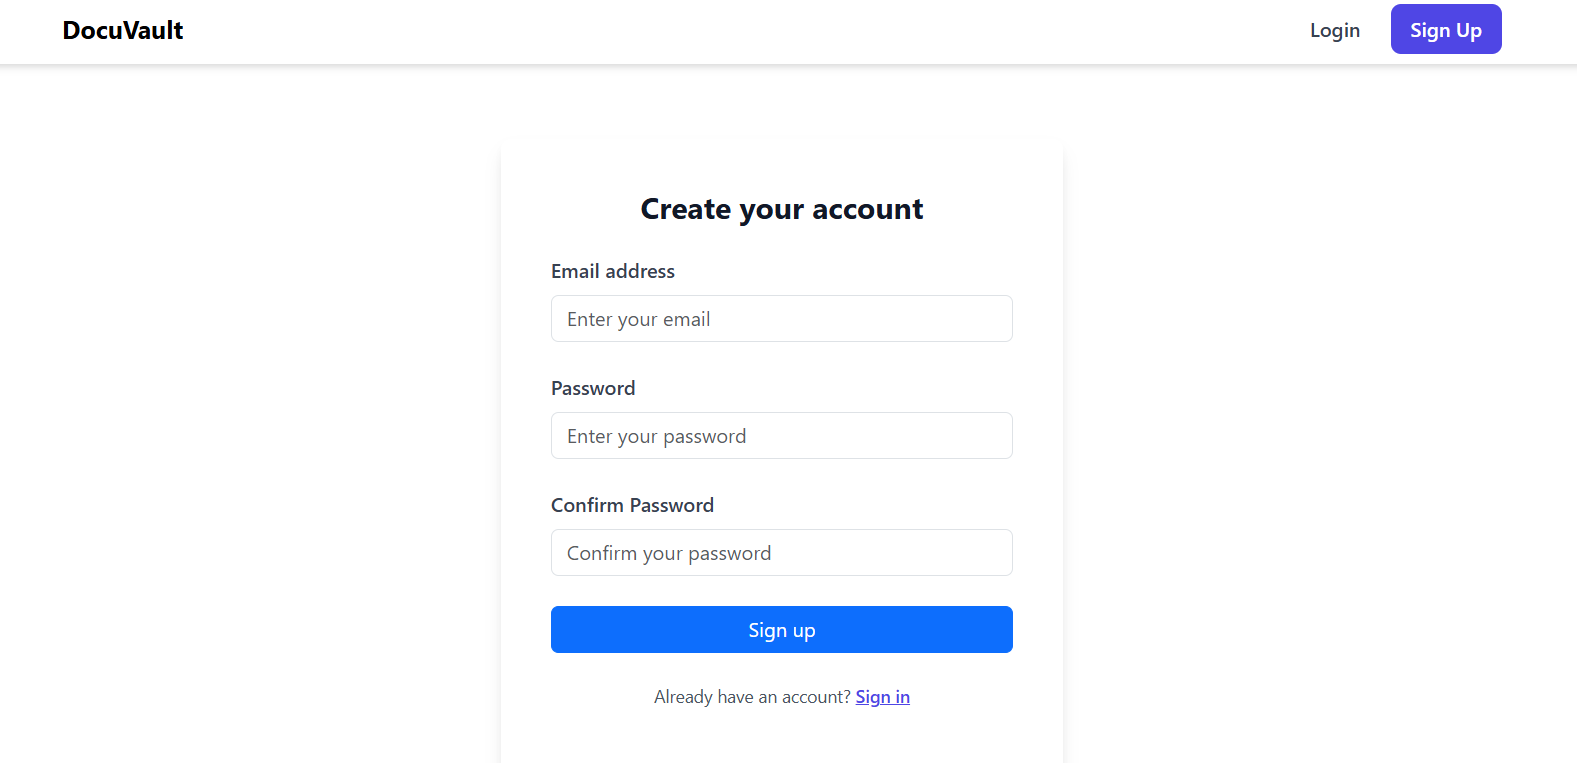 DocuVault
Login
Sign Up
Create your account
Email address
Enter your email
Password
Enter your password
Confirm Password
Confirm your password
Sign up
Already have an account? Sign in